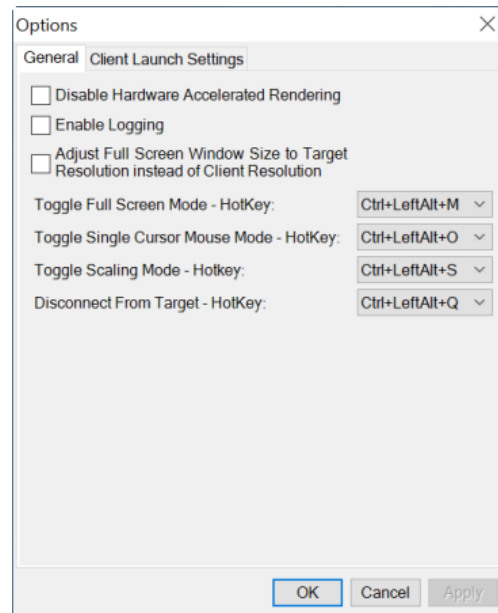 Options
General Client Launch Settings
Disable Hardware Accelerated Rendering
Enable Logging
Adjust Full Screen Window Size to Target
Resolution instead of Client Resolution
Toggle Full Screen Mode - HotKey: Ctrl+LeftAlt+M
Toggle Single Cursor Mouse Mode - HotKey: Ctrl+LeftAlt+O
Toggle Scaling Mode - Hotkey: Ctrl+LeftAlt+S
Disconnect From Target - HotKey: Ctrl+LeftAlt+Q
OK Cancel Apply